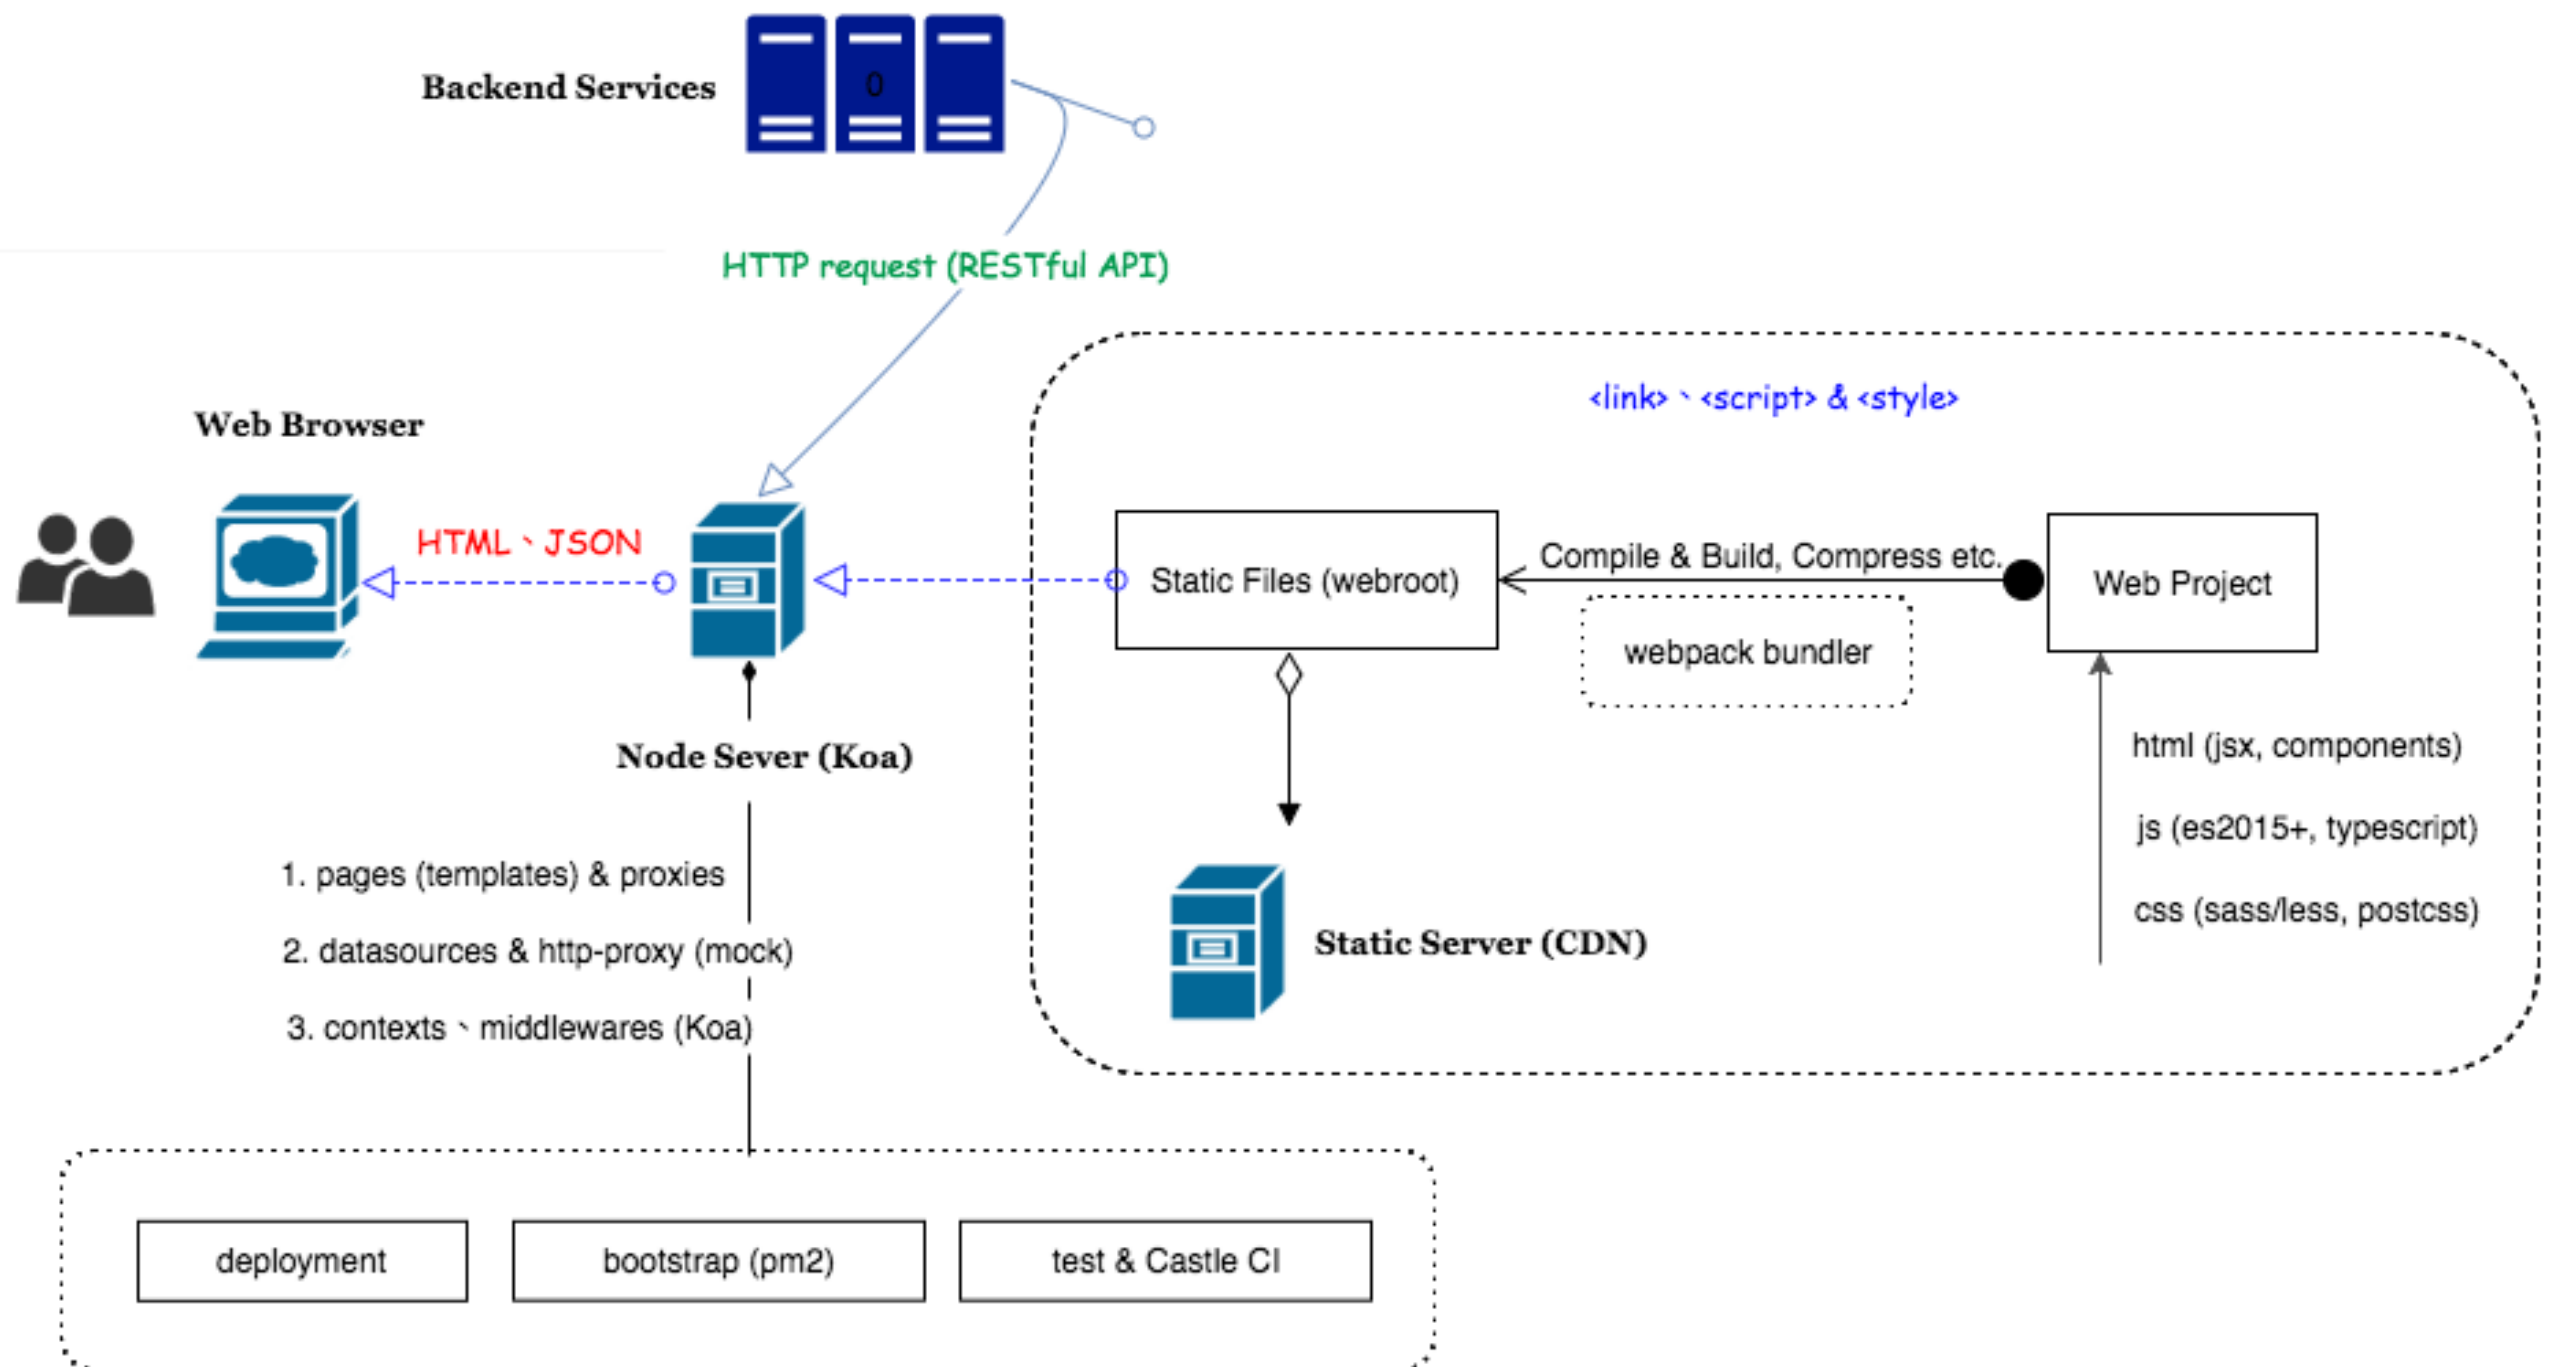 Backend Services
0
HTTP request (RESTful API)
<link>、<script> & <style>
Web Browser
HTML、JSON
Static Files (webroot)
Compile & Build, Compress etc.
Web Project
webpack bundler
Node Sever (Koa)
html (jsx, components)
js (es2015+, typescript)
css (sass/less, postcss)
1. pages (templates) & proxies
2. datasources & http-proxy (mock)
3. contexts、middlewares (Koa)
Static Server (CDN)
deployment
bootstrap (pm2)
test & Castle CI